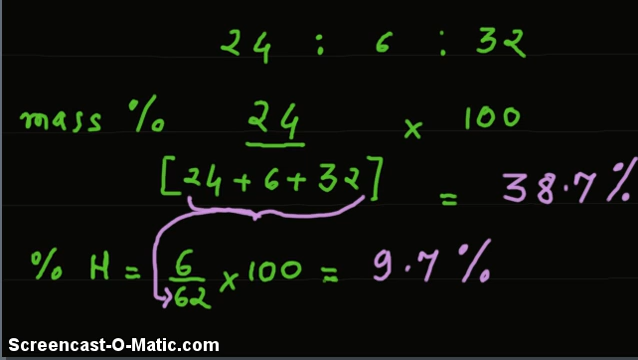 24 : 6 : 32
mass % 24 x 100
[24+6+32] = 38.7%
% H = 6/62 x 100 = 9.7%
Screencast-O-Matic.com